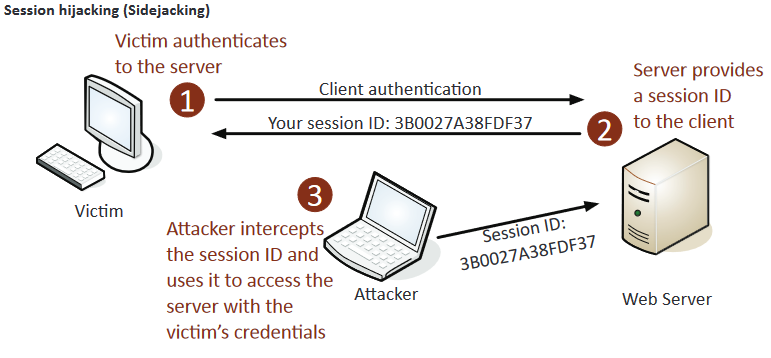 Session hijacking (Sidejacking)
Victim authenticates
to the server
1
Client authentication
Your session ID: 3B0027A38FDF37
2
Server provides
a session ID
to the client
Victim
3
Attacker intercepts
the session ID and
uses it to access the
server with the
victim’s credentials
Attacker
Session ID:
3B0027A38FDF37
Web Server